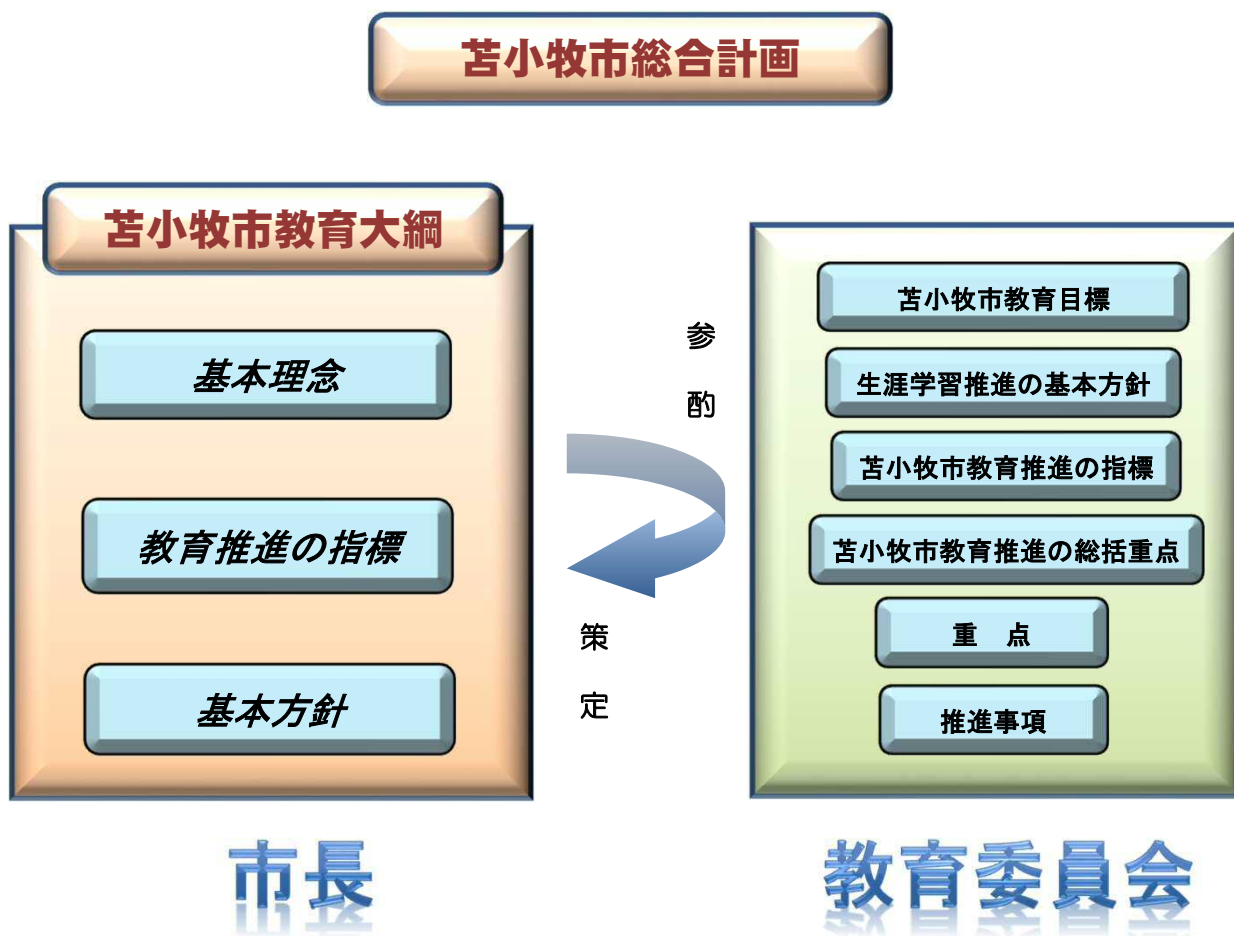 苫小牧市総合計画
苫小牧市教育大綱
基本理念
教育推進の指標
基本方針
市長
参酌
策定
苫小牧市教育目標
生涯学習推進の基本方針
苫小牧市教育推進の指標
苫小牧市教育推進の総括重点
重　点
推進事項
教育委員会